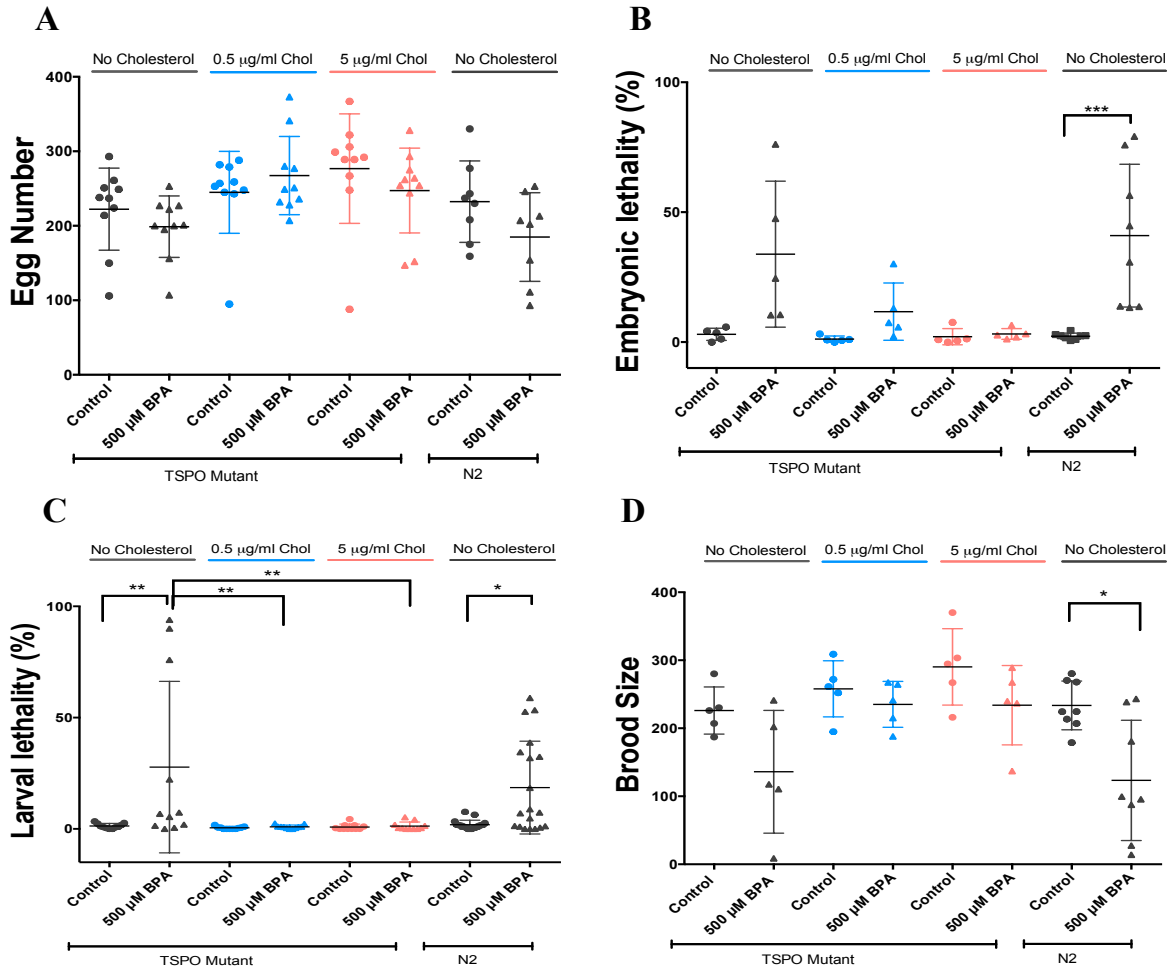 A
No Cholesterol
0.5 µg/ml Chol
5 µg/ml Chol
No Cholesterol
Egg Number
400
300
200
100
0
Control
500 µM BPA
Control
500 µM BPA
Control
500 µM BPA
Control
500 µM BPA
TSPO Mutant
N2
B
No Cholesterol
0.5 µg/ml Chol
5 µg/ml Chol
No Cholesterol
Embryonic lethality (%)
100
50
0
***
Control
500 µM BPA
Control
500 µM BPA
Control
500 µM BPA
Control
500 µM BPA
TSPO Mutant
N2
C
No Cholesterol
0.5 µg/ml Chol
5 µg/ml Chol
No Cholesterol
Larval lethality (%)
100
50
0
**
**
**
*
Control
500 µM BPA
Control
500 µM BPA
Control
500 µM BPA
Control
500 µM BPA
TSPO Mutant
N2
D
No Cholesterol
0.5 µg/ml Chol
5 µg/ml Chol
No Cholesterol
Brood Size
400
300
200
100
0
*
Control
500 µM BPA
Control
500 µM BPA
Control
500 µM BPA
Control
500 µM BPA
TSPO Mutant
N2